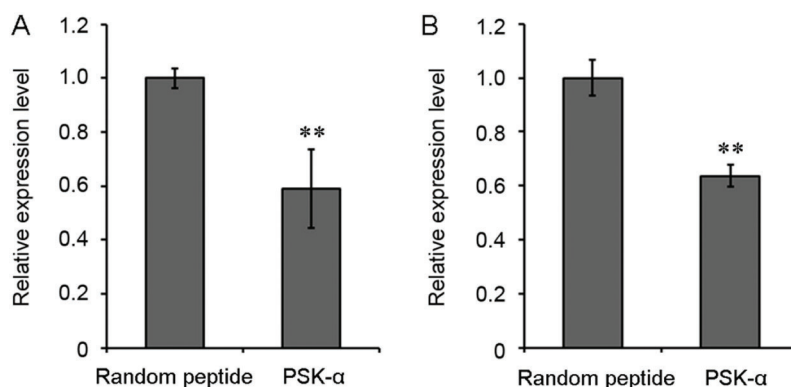 A
Relative expression level
1.2
1.0
0.8
0.6
0.4
0.2
0
**
Random peptide PSK-α
B
Relative expression level
1.2
1.0
0.8
0.6
0.4
0.2
0
**
Random peptide PSK-α